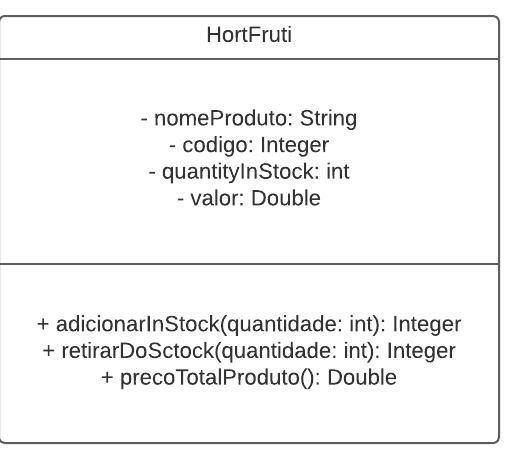 HortFruti
- nomeProduto: String
- codigo: Integer
- quantityInStock: int
- valor: Double
+ adicionarInStock(quantidade: int): Integer
+ retirarDoSctock(quantidade: int): Integer
+ precoTotalProduto(): Double